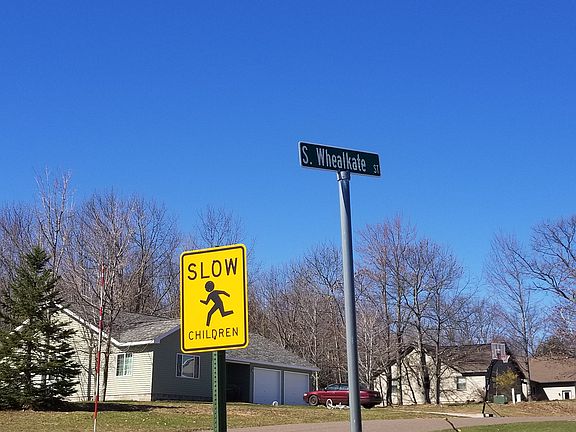 S. Whealkate ST
SLOW
CHILDREN